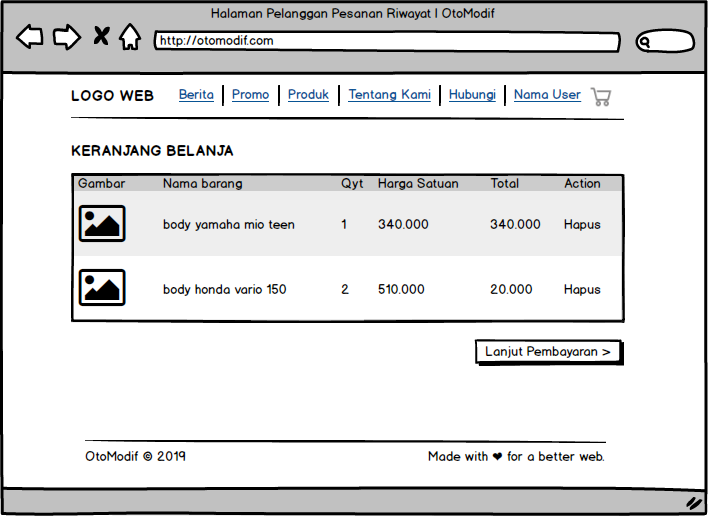 Halaman Pelanggan Pesanan Riwayat | OtoModif
http://otomodif.com
LOGO WEB Berita Promo Produk Tentang Kami Hubungi Nama User
KERANJANG BELANJA
Gambar Nama barang Qyt Harga Satuan Total Action
body yamaha mio teen 1 340.000 340.000 Hapus
body honda vario 150 2 510.000 20.000 Hapus
Lanjut Pembayaran >
OtoModif © 2019 Made with ❤ for a better web.